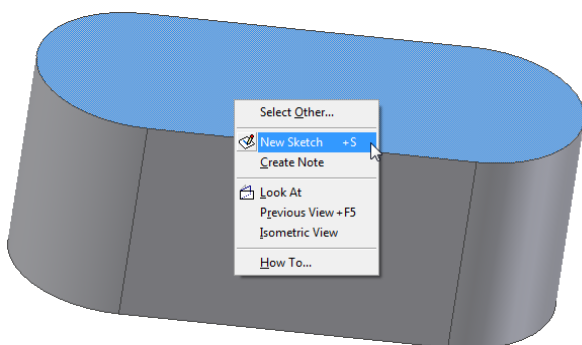 Select Other...
New Sketch +S
Create Note
Look At
Previous View +F5
Isometric View
How To...